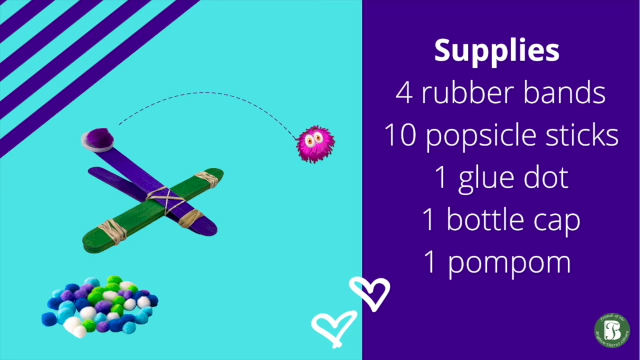 Supplies
4 rubber bands
10 popsicle sticks
1 glue dot
1 bottle cap
1 pompom